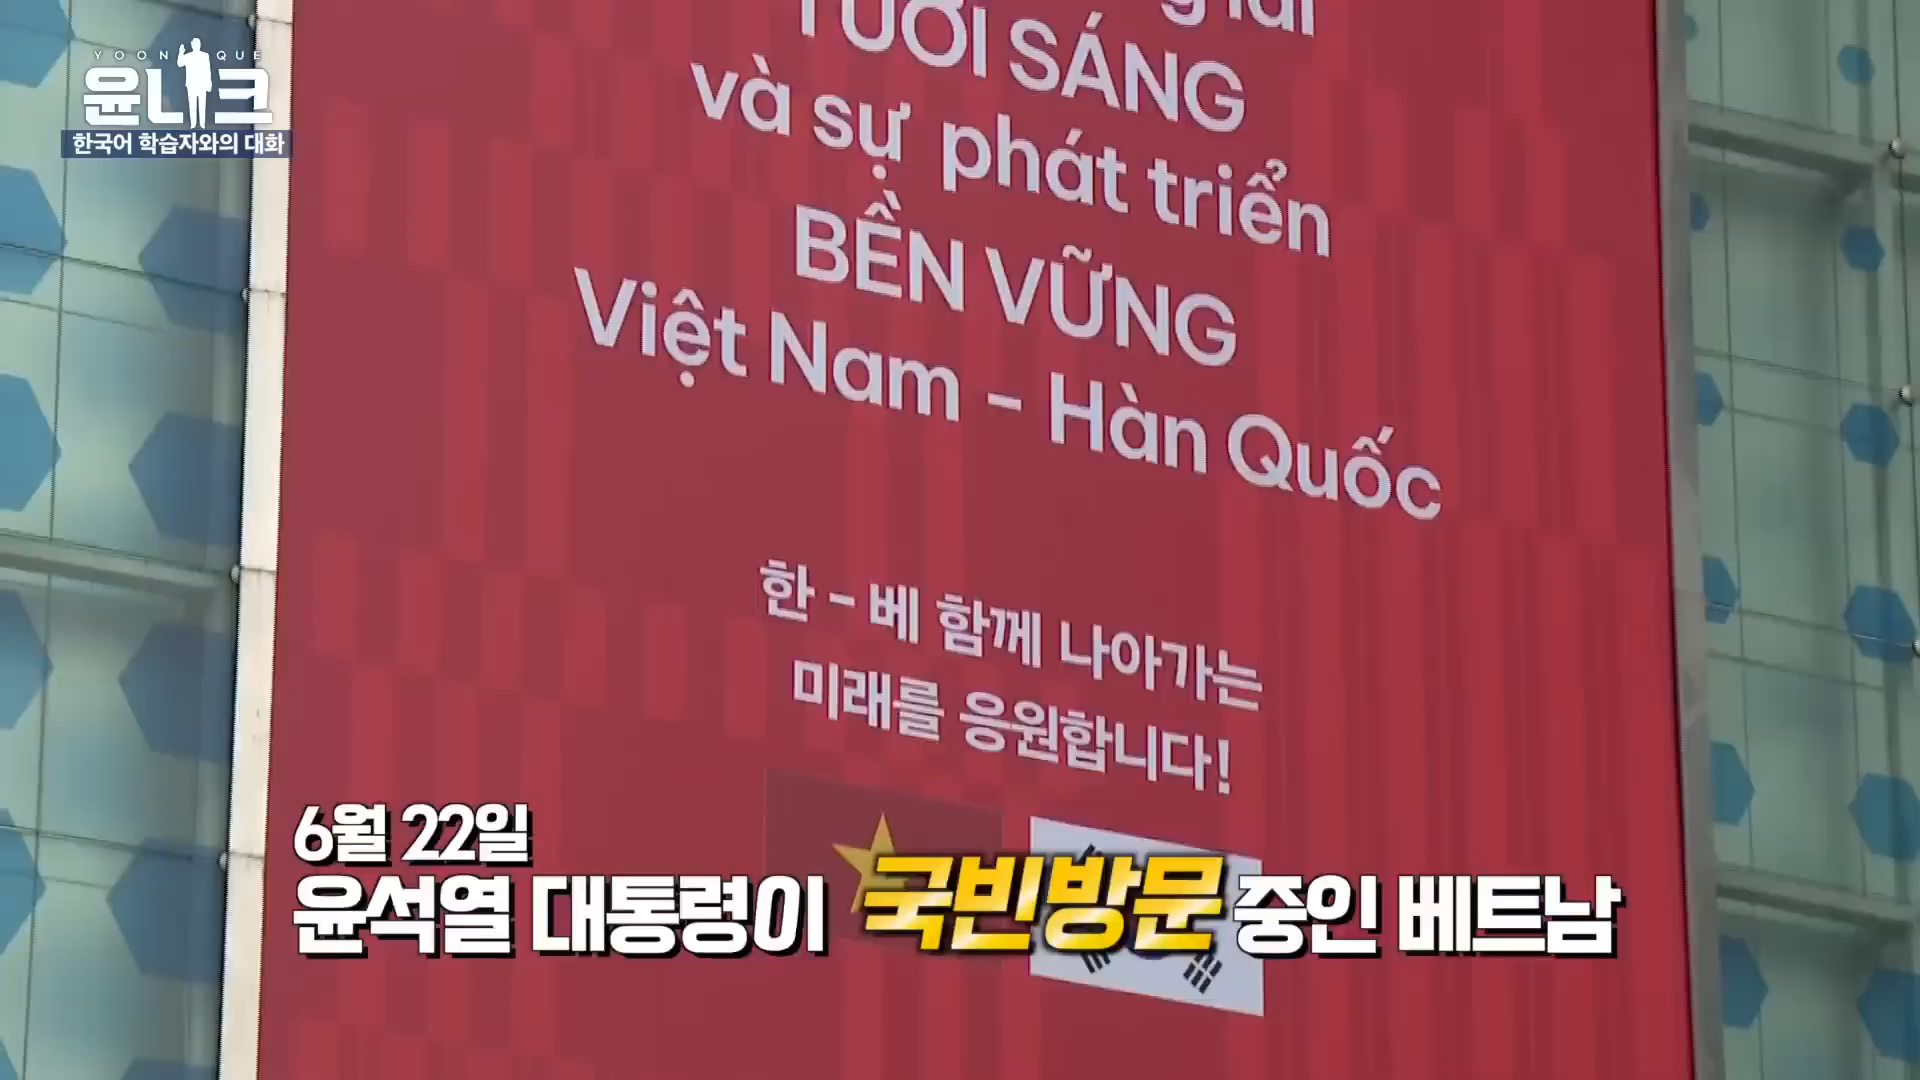 YOONIQUE
윤니크
한국어 학습자와의 대화
TƯƠI SÁNG
và sự phát triển
BỀN VỮNG
Việt Nam - Hàn Quốc
한 - 베 함께 나아가는
미래를 응원합니다!
6월 22일
윤석열 대통령이 국빈방문 중인 베트남